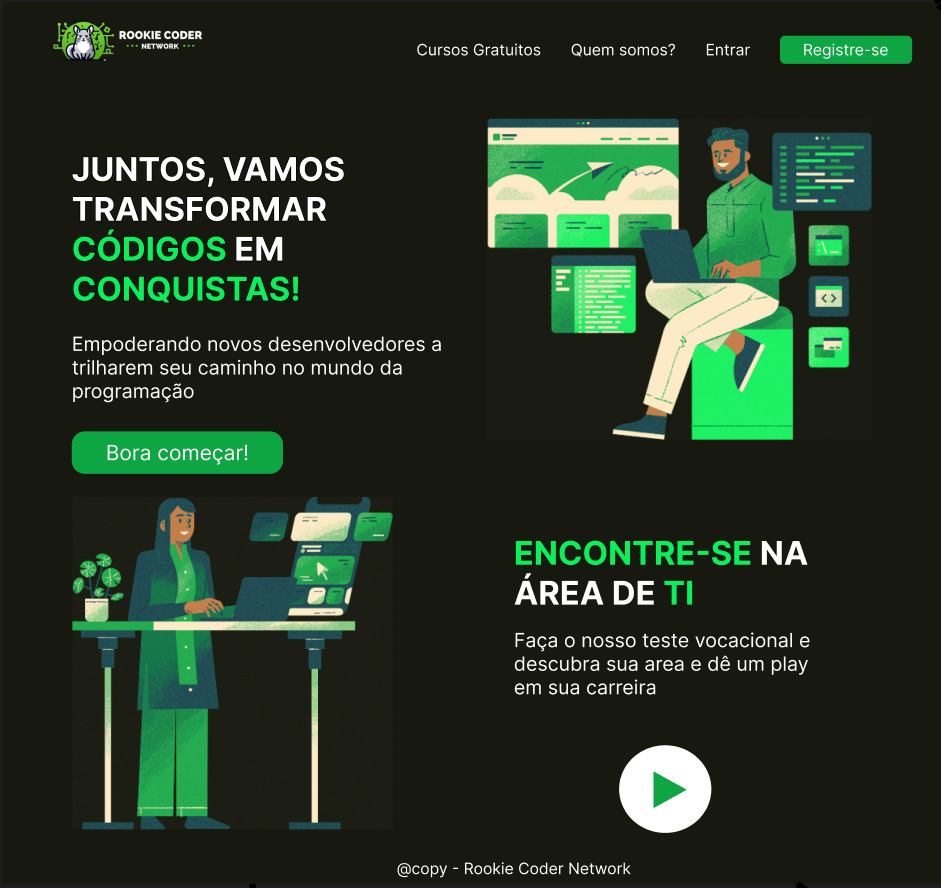 ROOKIE CODER
NETWORK
Cursos Gratuitos Quem somos? Entrar Registre-se
JUNTOS, VAMOS
TRANSFORMAR
CÓDIGOS EM
CONQUISTAS!
Empoderando novos desenvolvedores a
trilharem seu caminho no mundo da
programação
Bora começar!
ENCONTRE-SE NA
ÁREA DE TI
Faça o nosso teste vocacional e
descubra sua area e dê um play
em sua carreira
@copy - Rookie Coder Network